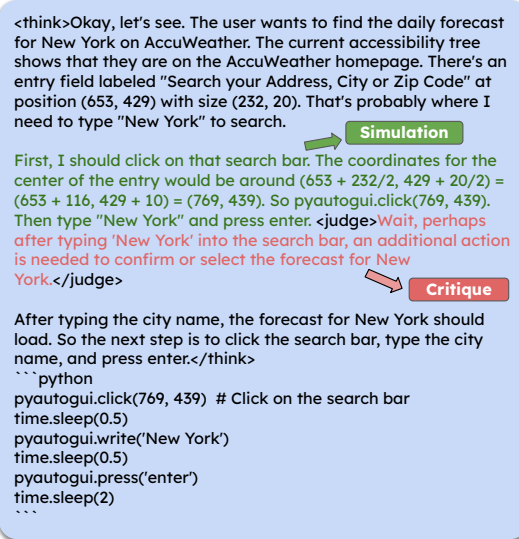 <think>Okay, let's see. The user wants to find the daily forecast
for New York on AccuWeather. The current accessibility tree
shows that they are on the AccuWeather homepage. There's an
entry field labeled "Search your Address, City or Zip Code" at
position (653, 429) with size (232, 20). That's probably where I
need to type "New York" to search.
Simulation
First, I should click on that search bar. The coordinates for the
center of the entry would be around (653 + 232/2, 429 + 20/2) =
(653 + 116, 429 + 10) = (769, 439). So pyautogui.click(769, 439).
Then type "New York" and press enter. <judge>Wait, perhaps
after typing 'New York' into the search bar, an additional action
is needed to confirm or select the forecast for New
York.</judge>
Critique
After typing the city name, the forecast for New York should
load. So the next step is to click the search bar, type the city
name, and press enter.</think>
```python
pyautogui.click(769, 439)  # Click on the search bar
time.sleep(0.5)
pyautogui.write('New York')
time.sleep(0.5)
pyautogui.press('enter')
time.sleep(2)
```